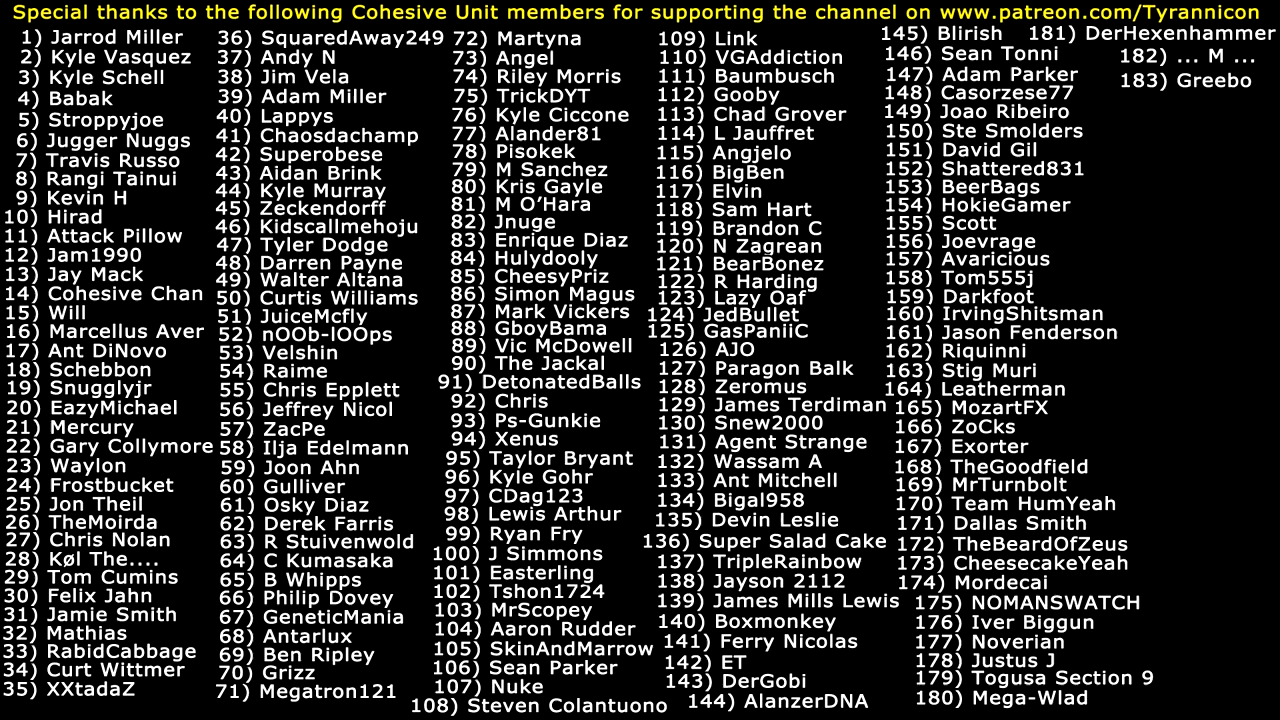 Special thanks to the following Cohesive Unit members for supporting the channel on www.patreon.com/Tyrannicon
1) Jarrod Miller
2) Kyle Vasquez
3) Kyle Schell
4) Babak
5) Stroppyjoe
6) Jugger Nuggs
7) Travis Russo
8) Rangi Tainui
9) Kevin H
10) Hirad
11) Attack Pillow
12) Jam1990
13) Jay Mack
14) Cohesive Chan
15) Will
16) Marcellus Aver
17) Ant DiNovo
18) Schebbon
19) Snugglyjr
20) EazyMichael
21) Mercury
22) Gary Collymore
23) Waylon
24) Frostbucket
25) Jon Theil
26) TheMoirda
27) Chris Nolan
28) Køl The....
29) Tom Cumins
30) Felix Jahn
31) Jamie Smith
32) Mathias
33) RabidCabbage
34) Curt Wittmer
35) XXtadaZ
36) SquaredAway249
37) Andy N
38) Jim Vela
39) Adam Miller
40) Lappys
41) Chaosdachamp
42) Superobese
43) Aidan Brink
44) Kyle Murray
45) Zeckendorff
46) Kidscallmehoju
47) Tyler Dodge
48) Darren Payne
49) Walter Altana
50) Curtis Williams
51) JuiceMcfly
52) nOOb-lOOps
53) Velshin
54) Raime
55) Chris Epplett
56) Jeffrey Nicol
57) ZacPe
58) Ilja Edelmann
59) Joon Ahn
60) Gulliver
61) Osky Diaz
62) Derek Farris
63) R Stuivenwold
64) C Kumasaka
65) B Whipps
66) Philip Dovey
67) GeneticMania
68) Antarlux
69) Ben Ripley
70) Grizz
71) Megatron121
72) Martyna
73) Angel
74) Riley Morris
75) TrickDYT
76) Kyle Ciccone
77) Alander81
78) Pisokek
79) M Sanchez
80) Kris Gayle
81) M O'Hara
82) Jnuge
83) Enrique Diaz
84) Hulydooly
85) CheesyPriz
86) Simon Magus
87) Mark Vickers
88) GboyBama
89) Vic McDowell
90) The Jackal
91) DetonatedBalls
92) Chris
93) Ps-Gunkie
94) Xenus
95) Taylor Bryant
96) Kyle Gohr
97) CDag123
98) Lewis Arthur
99) Ryan Fry
100) J Simmons
101) Easterling
102) Tshon1724
103) MrScopey
104) Aaron Rudder
105) SkinAndMarrow
106) Sean Parker
107) Nuke
108) Steven Colantuono
109) Link
110) VGAddiction
111) Baumbusch
112) Gooby
113) Chad Grover
114) L Jauffret
115) Angjelo
116) BigBen
117) Elvin
118) Sam Hart
119) Brandon C
120) N Zagrean
121) BearBonez
122) R Harding
123) Lazy Oaf
124) JedBullet
125) GasPaniiC
126) AJO
127) Paragon Balk
128) Zeromus
129) James Terdiman
130) Snew2000
131) Agent Strange
132) Wassam A
133) Ant Mitchell
134) Bigal958
135) Devin Leslie
136) Super Salad Cake
137) TripleRainbow
138) Jayson 2112
139) James Mills Lewis
140) Boxmonkey
141) Ferry Nicolas
142) ET
143) DerGobi
144) AlanzerDNA
145) Blirish
146) Sean Tonni
147) Adam Parker
148) Casorzese77
149) Joao Ribeiro
150) Ste Smolders
151) David Gil
152) Shattered831
153) BeerBags
154) HokieGamer
155) Scott
156) Joevrage
157) Avaricious
158) Tom555j
159) Darkfoot
160) IrvingShitsman
161) Jason Fenderson
162) Riquinni
163) Stig Muri
164) Leatherman
165) MozartFX
166) ZoCks
167) Exorter
168) TheGoodfield
169) MrTurnbolt
170) Team HumYeah
171) Dallas Smith
172) TheBeardOfZeus
173) CheesecakeYeah
174) Mordecai
175) NOMANSWATCH
176) Iver Biggun
177) Noverian
178) Justus J
179) Togusa Section 9
180) Mega-Wlad
181) DerHexenhammer
182) ... M ...
183) Greebo